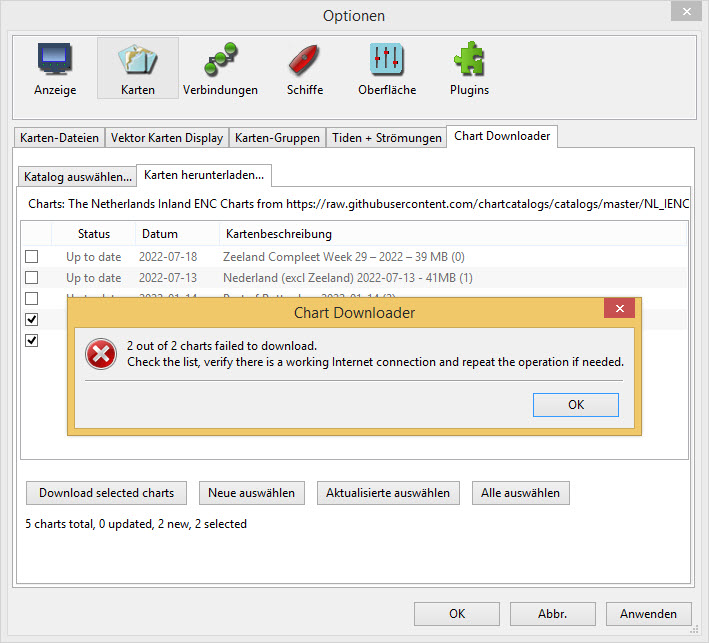 Optionen
Anzeige
Karten
Verbindungen
Schiffe
Oberfläche
Plugins
Karten-Dateien
Vektor Karten Display
Karten-Gruppen
Tiden + Strömungen
Chart Downloader
Katalog auswählen...
Karten herunterladen...
Charts: The Netherlands Inland ENC Charts from https://raw.githubusercontent.com/chartcatalogs/catalogs/master/NL_IENC
Status Datum Kartenbeschreibung
Up to date 2022-07-18 Zeeland Compleet Week 29 – 2022 – 39 MB (0)
Up to date 2022-07-13 Nederland (excl Zeeland) 2022-07-13 - 41MB (1)
Chart Downloader
2 out of 2 charts failed to download.
Check the list, verify there is a working Internet connection and repeat the operation if needed.
OK
Download selected charts
Neue auswählen
Aktualisierte auswählen
Alle auswählen
5 charts total, 0 updated, 2 new, 2 selected
OK
Abbr.
Anwenden